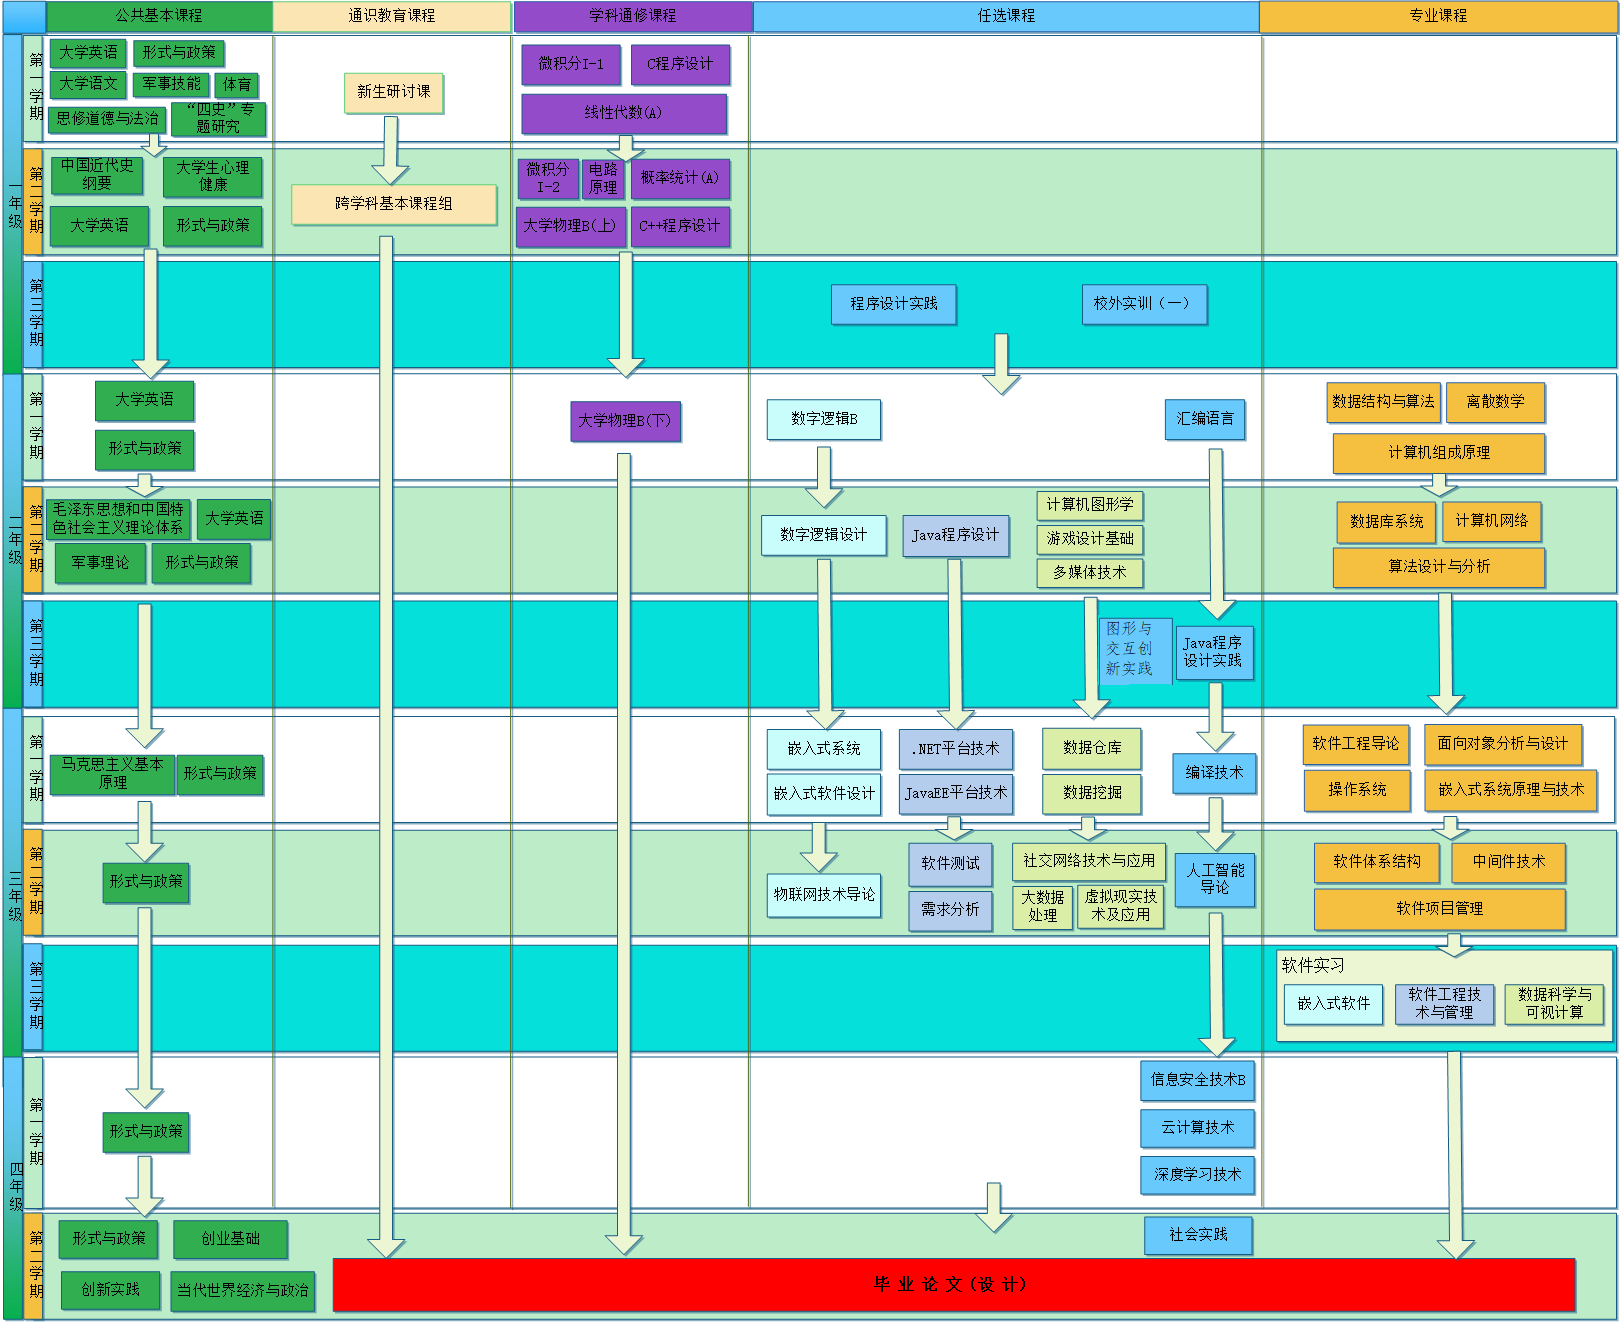 公共基本课程
通识教育课程
学科通修课程
任选课程
专业课程
一年级
第一学期
大学英语
形式与政策
大学语文
军事技能
体育
思修道德与法治
“四史”专
题研究
新生研讨课
微积分I-1
C程序设计
线性代数(A)
第二学期
中国近代史
纲要
大学生心理
健康
大学英语
形式与政策
跨学科基本课程组
微积分
I-2
电路
原理
概率统计(A)
大学物理B(上)
C++程序设计
第三学期
程序设计实践
校外实训（一）
二年级
第一学期
大学英语
形式与政策
大学物理B(下)
数字逻辑B
汇编语言
数据结构与算法
离散数学
计算机组成原理
第二学期
毛泽东思想和中国特
色社会主义理论体系
大学英语
军事理论
形式与政策
数字逻辑设计
Java程序设计
计算机图形学
游戏设计基础
多媒体技术
数据库系统
计算机网络
算法设计与分析
第三学期
图形与
交互创
新实践
Java程序
设计实践
三年级
第一学期
马克思主义基本
原理
形式与政策
嵌入式系统
嵌入式软件设计
.NET平台技术
JavaEE平台技术
数据仓库
数据挖掘
编译技术
软件工程导论
面向对象分析与设计
操作系统
嵌入式系统原理与技术
第二学期
形式与政策
物联网技术导论
软件测试
需求分析
社交网络技术与应用
大数据
处理
虚拟现实技
术及应用
人工智能
导论
软件体系结构
中间件技术
软件项目管理
第三学期
软件实习
嵌入式软件
软件工程技
术与管理
数据科学与
可视计算
四年级
第一学期
形式与政策
信息安全技术B
云计算技术
深度学习技术
第二学期
形式与政策
创业基础
创新实践
当代世界经济与政治
社会实践
毕 业 论 文 (设 计)